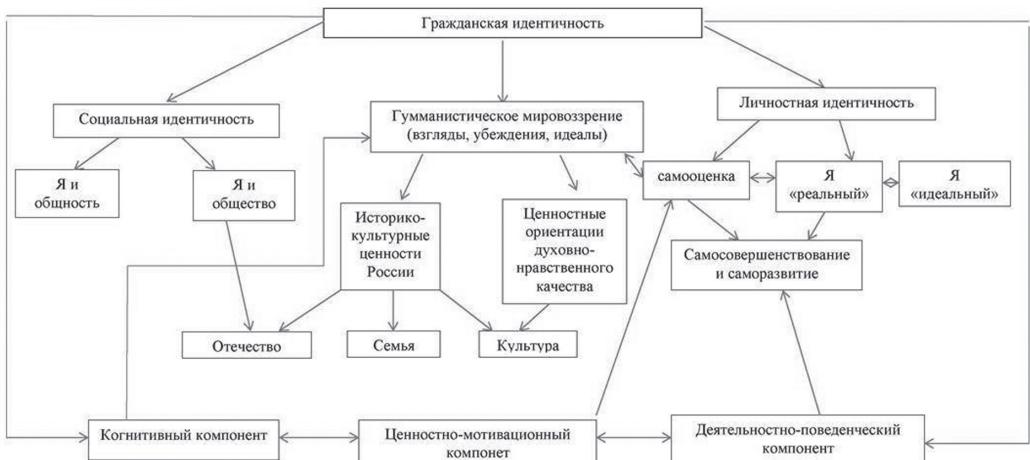 Гражданская идентичность
Социальная идентичность
Гумманистическое мировоззрение
(взгляды, убеждения, идеалы)
Личностная идентичность
Я и
общность
Я и
общество
самооценка
Я
«реальный»
Я
«идеальный»
Историко-
культурные
ценности
России
Ценностные
ориентации
духовно-
нравственного
качества
Самосовершенствование
и саморазвитие
Отечество
Семья
Культура
Когнитивный компонент
Ценностно-мотивационный
компонет
Деятельностно-поведенческий
компонент